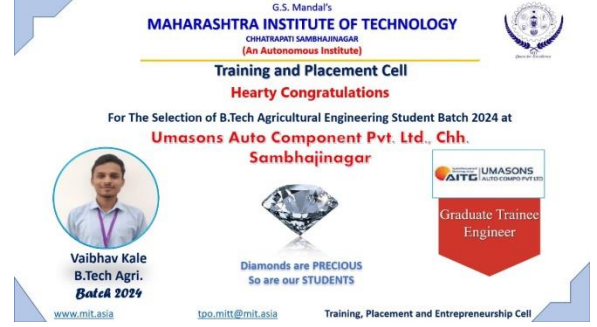 G.S. Mandal's
MAHARASHTRA INSTITUTE OF TECHNOLOGY
CHHATRAPATI SAMBHAJINAGAR
(An Autonomous Institute)
Training and Placement Cell
Hearty Congratulations
For The Selection of B.Tech Agricultural Engineering Student Batch 2024 at
Umasons Auto Component Pvt. Ltd., Chh.
Sambhajinagar
AITG
UMASONS
AUTO COMPO PVT LTD
Graduate Trainee
Engineer
Vaibhav Kale
B.Tech Agri.
Batch 2024
Diamonds are PRECIOUS
So are our STUDENTS
www.mit.asia
tpo.mitt@mit.asia
Training, Placement and Entrepreneurship Cell